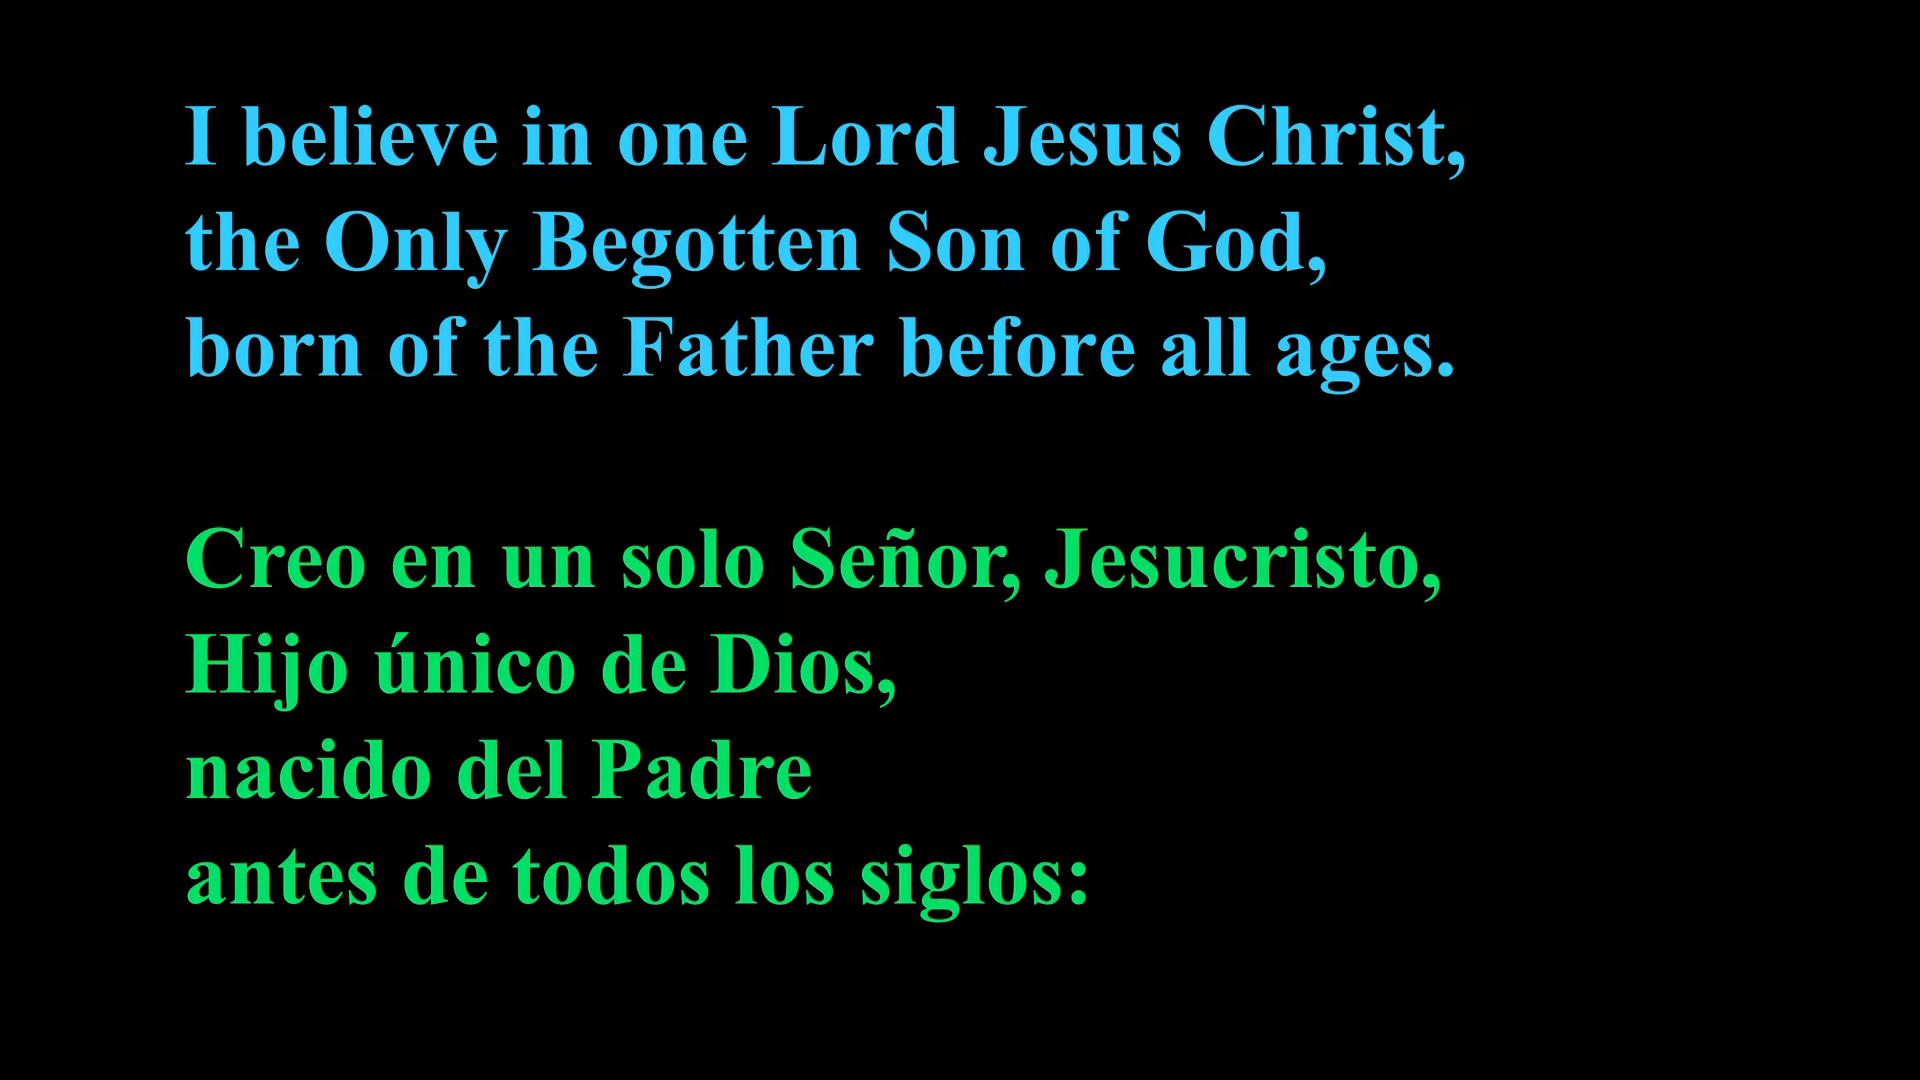 I believe in one Lord Jesus Christ,
the Only Begotten Son of God,
born of the Father before all ages.
Creo en un solo Señor, Jesucristo,
Hijo único de Dios,
nacido del Padre
antes de todos los siglos: